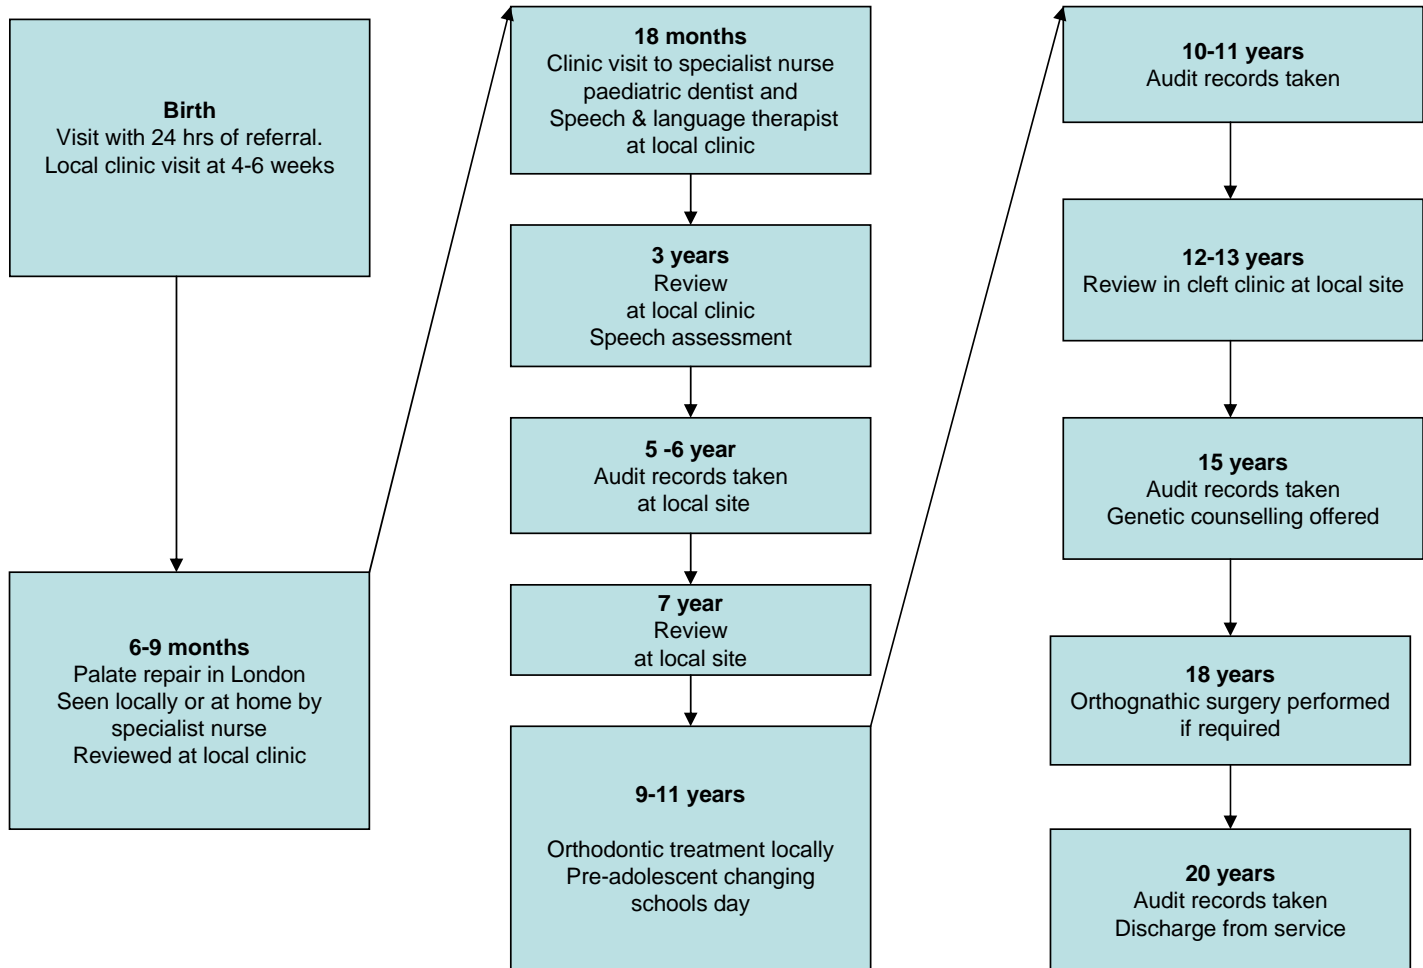 Birth
Visit with 24 hrs of referral.
Local clinic visit at 4-6 weeks
6-9 months
Palate repair in London
Seen locally or at home by
specialist nurse
Reviewed at local clinic
18 months
Clinic visit to specialist nurse
paediatric dentist and
Speech & language therapist
at local clinic
3 years
Review
at local clinic
Speech assessment
5 -6 year
Audit records taken
at local site
7 year
Review
at local site
9-11 years
Orthodontic treatment locally
Pre-adolescent changing
schools day
10-11 years
Audit records taken
12-13 years
Review in cleft clinic at local site
15 years
Audit records taken
Genetic counselling offered
18 years
Orthognathic surgery performed
if required
20 years
Audit records taken
Discharge from service